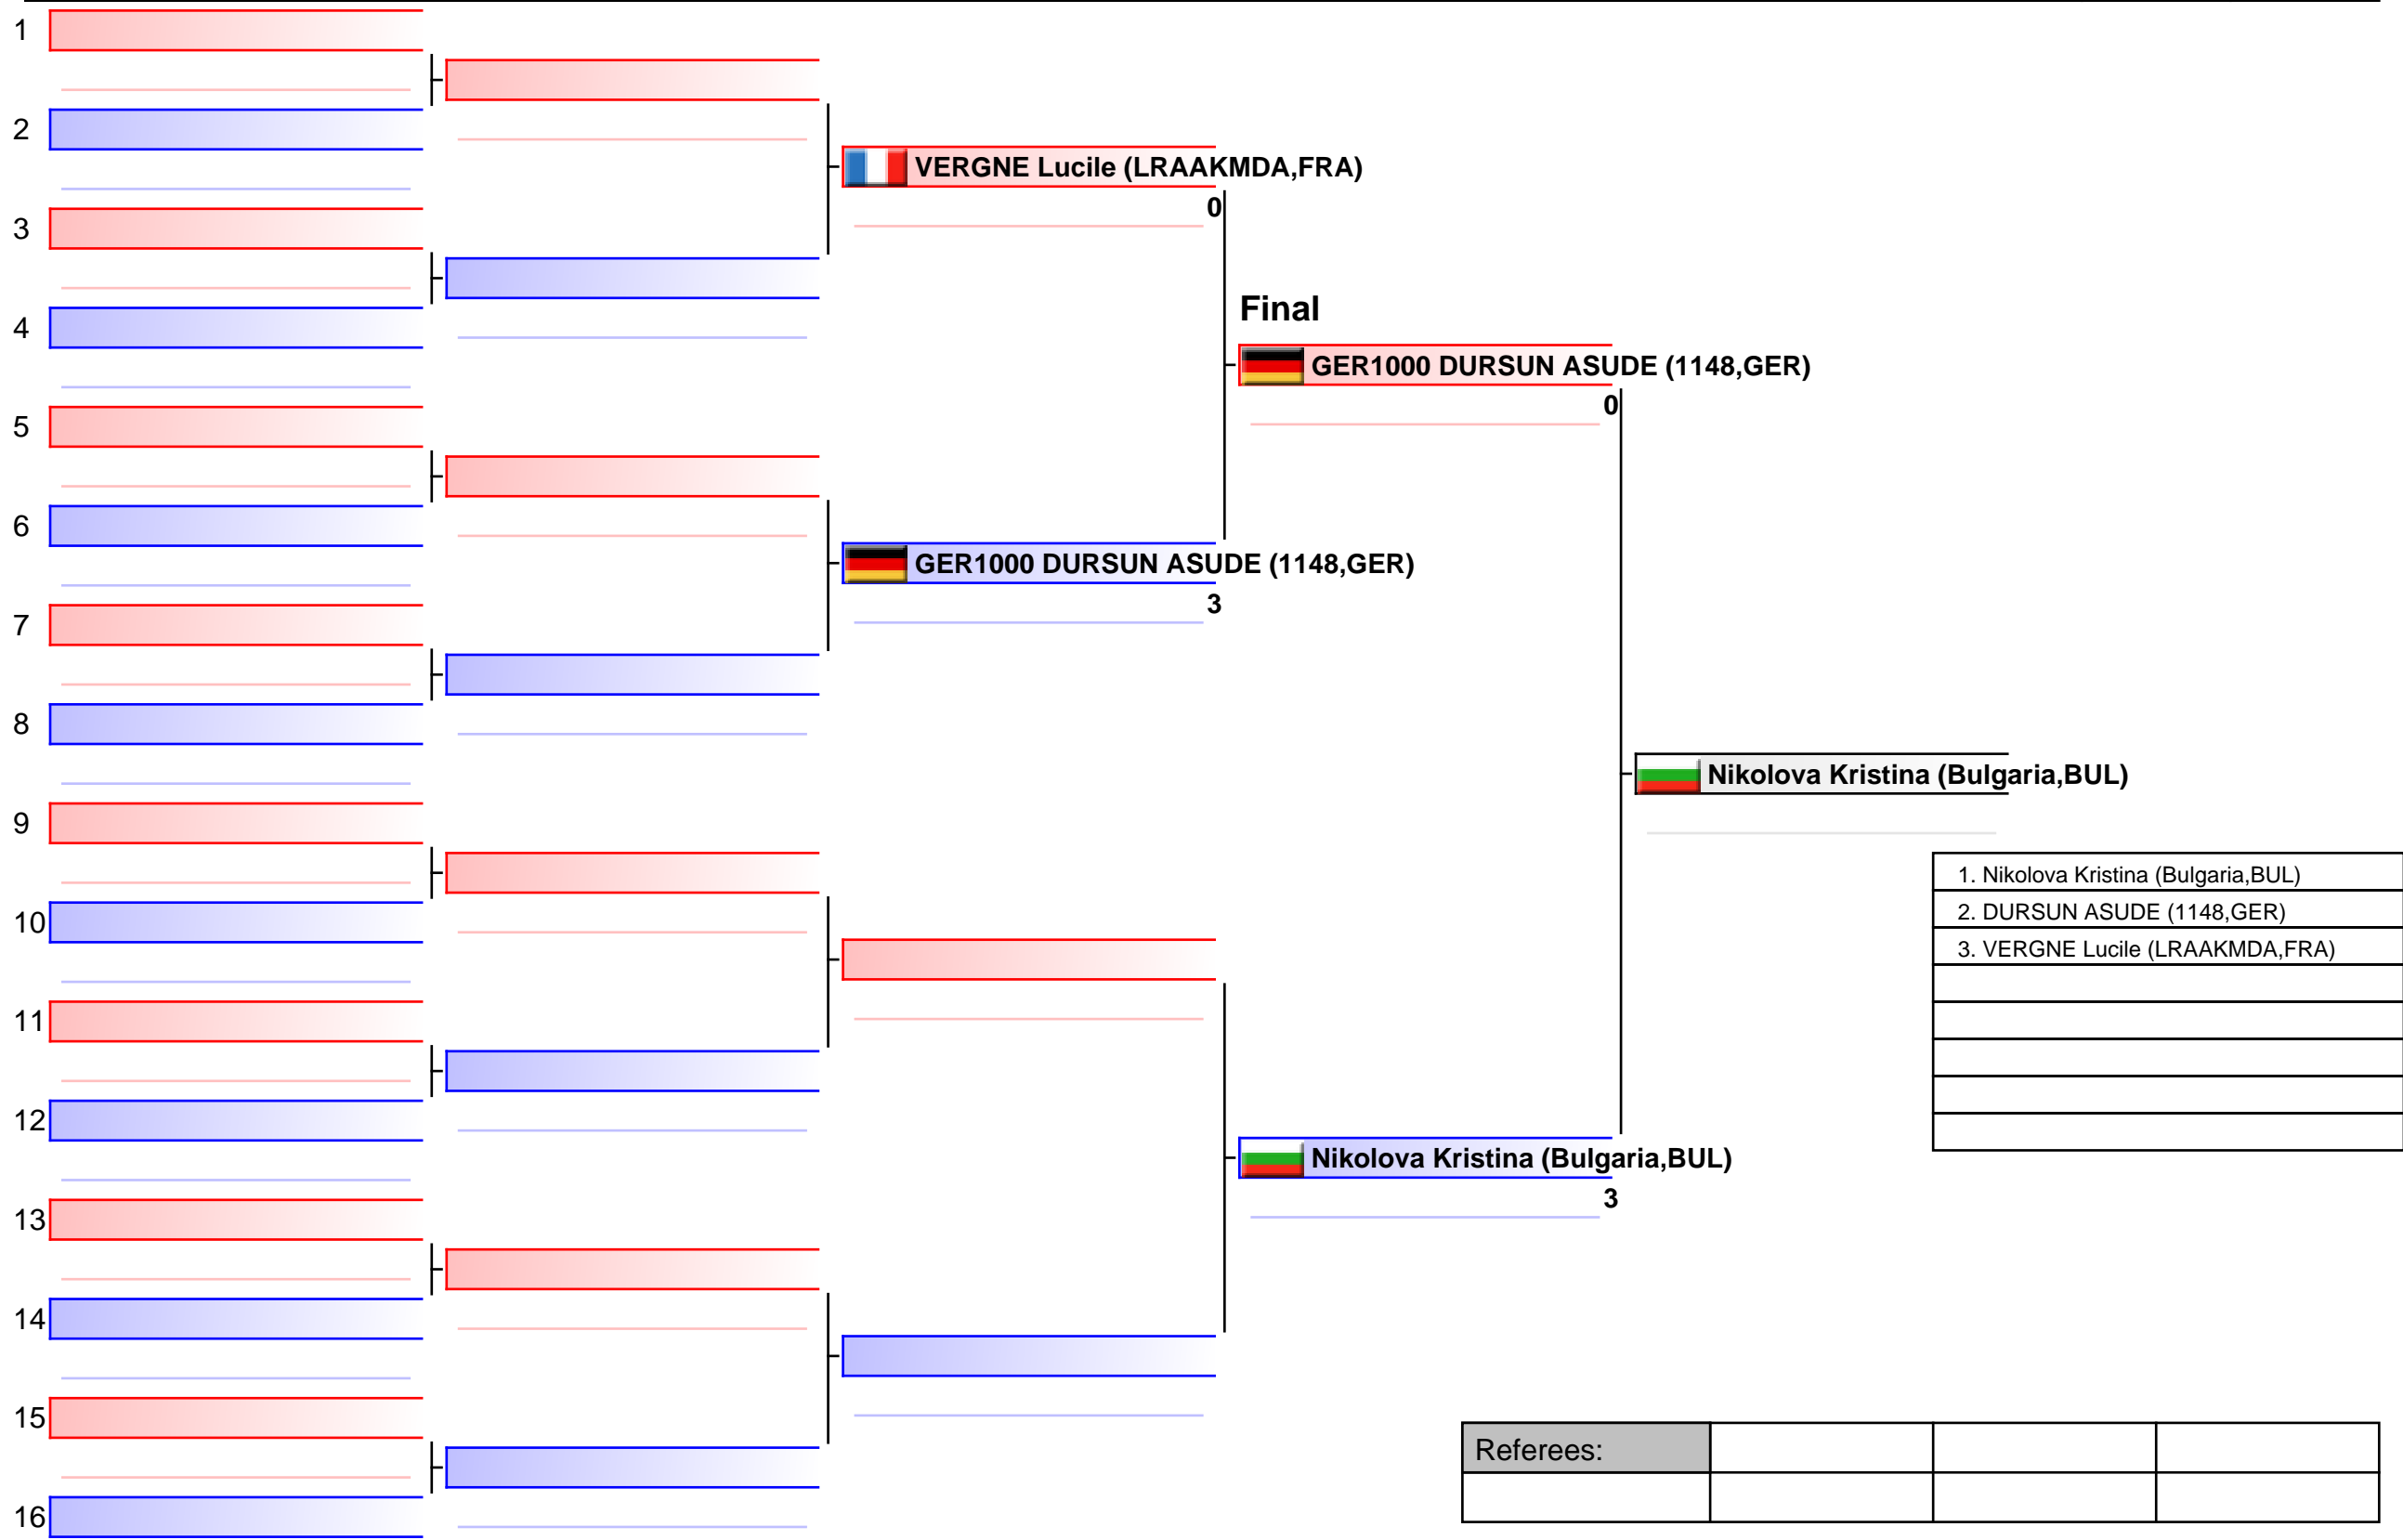 1
2
VERGNE Lucile (LRAAKMDA,FRA)
0
3
Final
4
GER1000 DURSUN ASUDE (1148,GER)
0
5
6
GER1000 DURSUN ASUDE (1148,GER)
3
7
8
Nikolova Kristina (Bulgaria,BUL)
9
1. Nikolova Kristina (Bulgaria,BUL)
2. DURSUN ASUDE (1148,GER)
3. VERGNE Lucile (LRAAKMDA,FRA)
10
11
12
Nikolova Kristina (Bulgaria,BUL)
3
13
14
15
Referees:
16